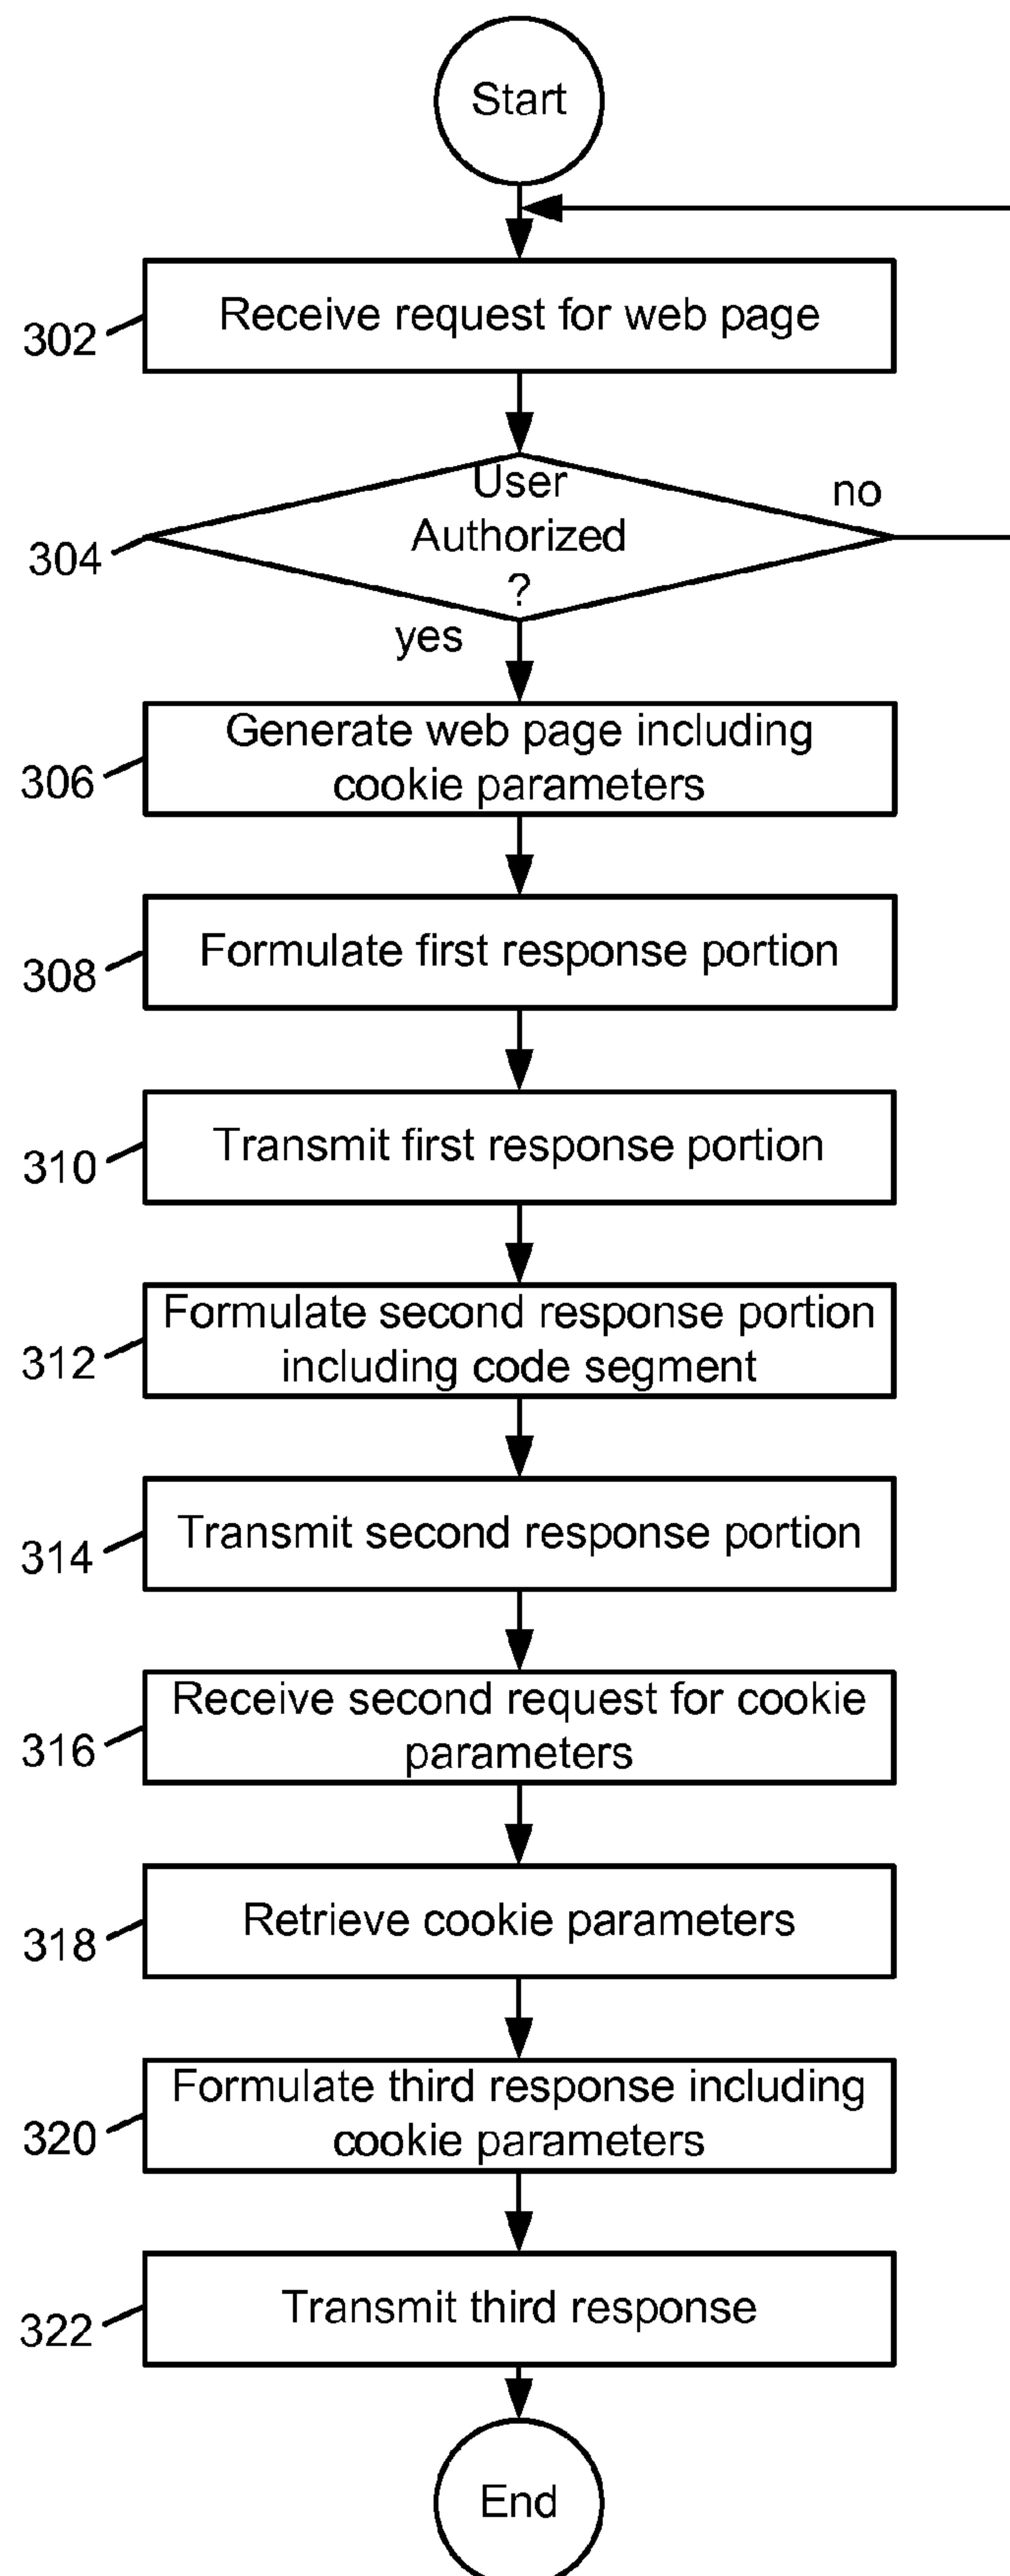 Start
302
Receive request for web page
304
User
Authorized
?
no
yes
306
Generate web page including
cookie parameters
308
Formulate first response portion
310
Transmit first response portion
312
Formulate second response portion
including code segment
314
Transmit second response portion
316
Receive second request for cookie
parameters
318
Retrieve cookie parameters
320
Formulate third response including
cookie parameters
322
Transmit third response
End